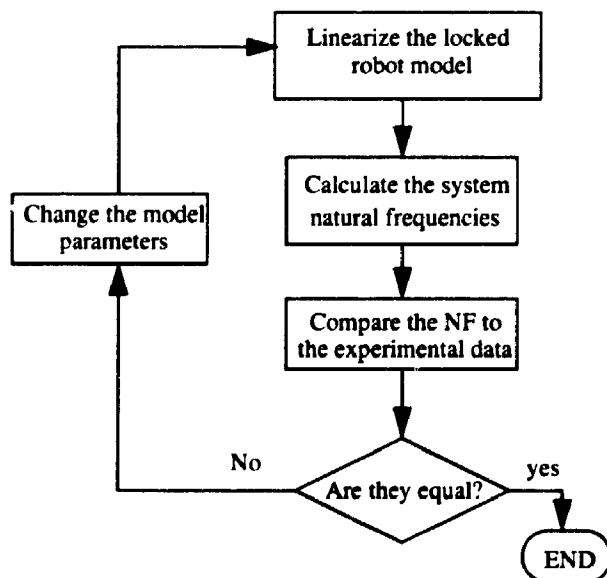 Linearize the locked
robot model
Calculate the system
natural frequencies
Change the model
parameters
Compare the NF to
the experimental data
No
Are they equal?
yes
END